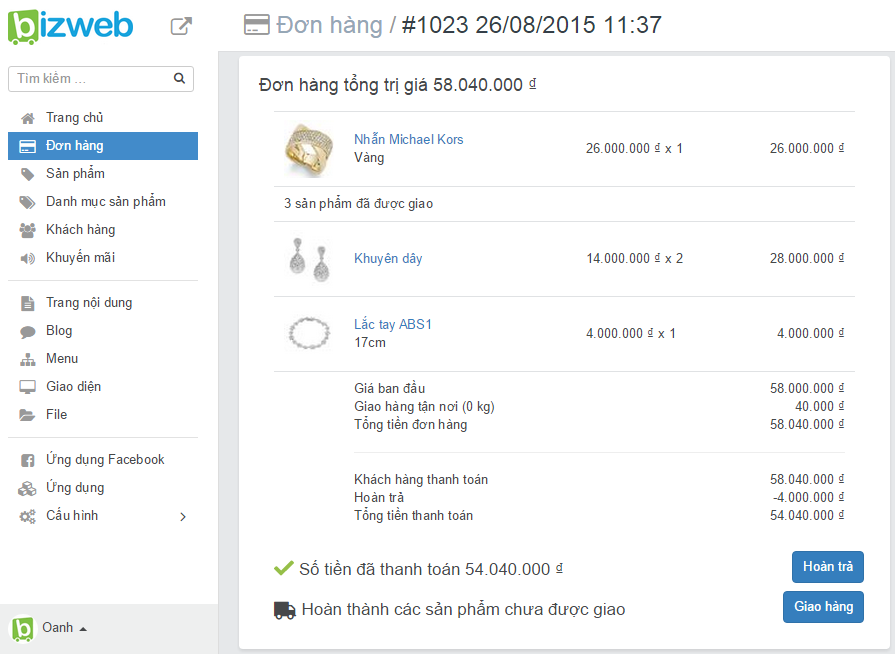 bizweb
Tìm kiếm ...
Trang chủ
Đơn hàng
Sản phẩm
Danh mục sản phẩm
Khách hàng
Khuyến mãi
Trang nội dung
Blog
Menu
Giao diện
File
Ứng dụng Facebook
Ứng dụng
Cấu hình
b Oanh
Đơn hàng / #1023 26/08/2015 11:37
Đơn hàng tổng trị giá 58.040.000 ₫
Nhẫn Michael Kors
Vàng
26.000.000 ₫ x 1 26.000.000 ₫
3 sản phẩm đã được giao
Khuyên dây 14.000.000 ₫ x 2 28.000.000 ₫
Lắc tay ABS1
17cm
4.000.000 ₫ x 1 4.000.000 ₫
Giá ban đầu 58.000.000 ₫
Giao hàng tận nơi (0 kg) 40.000 ₫
Tổng tiền đơn hàng 58.040.000 ₫
Khách hàng thanh toán 58.040.000 ₫
Hoàn trả -4.000.000 ₫
Tổng tiền thanh toán 54.040.000 ₫
Số tiền đã thanh toán 54.040.000 ₫ Hoàn trả
Hoàn thành các sản phẩm chưa được giao Giao hàng